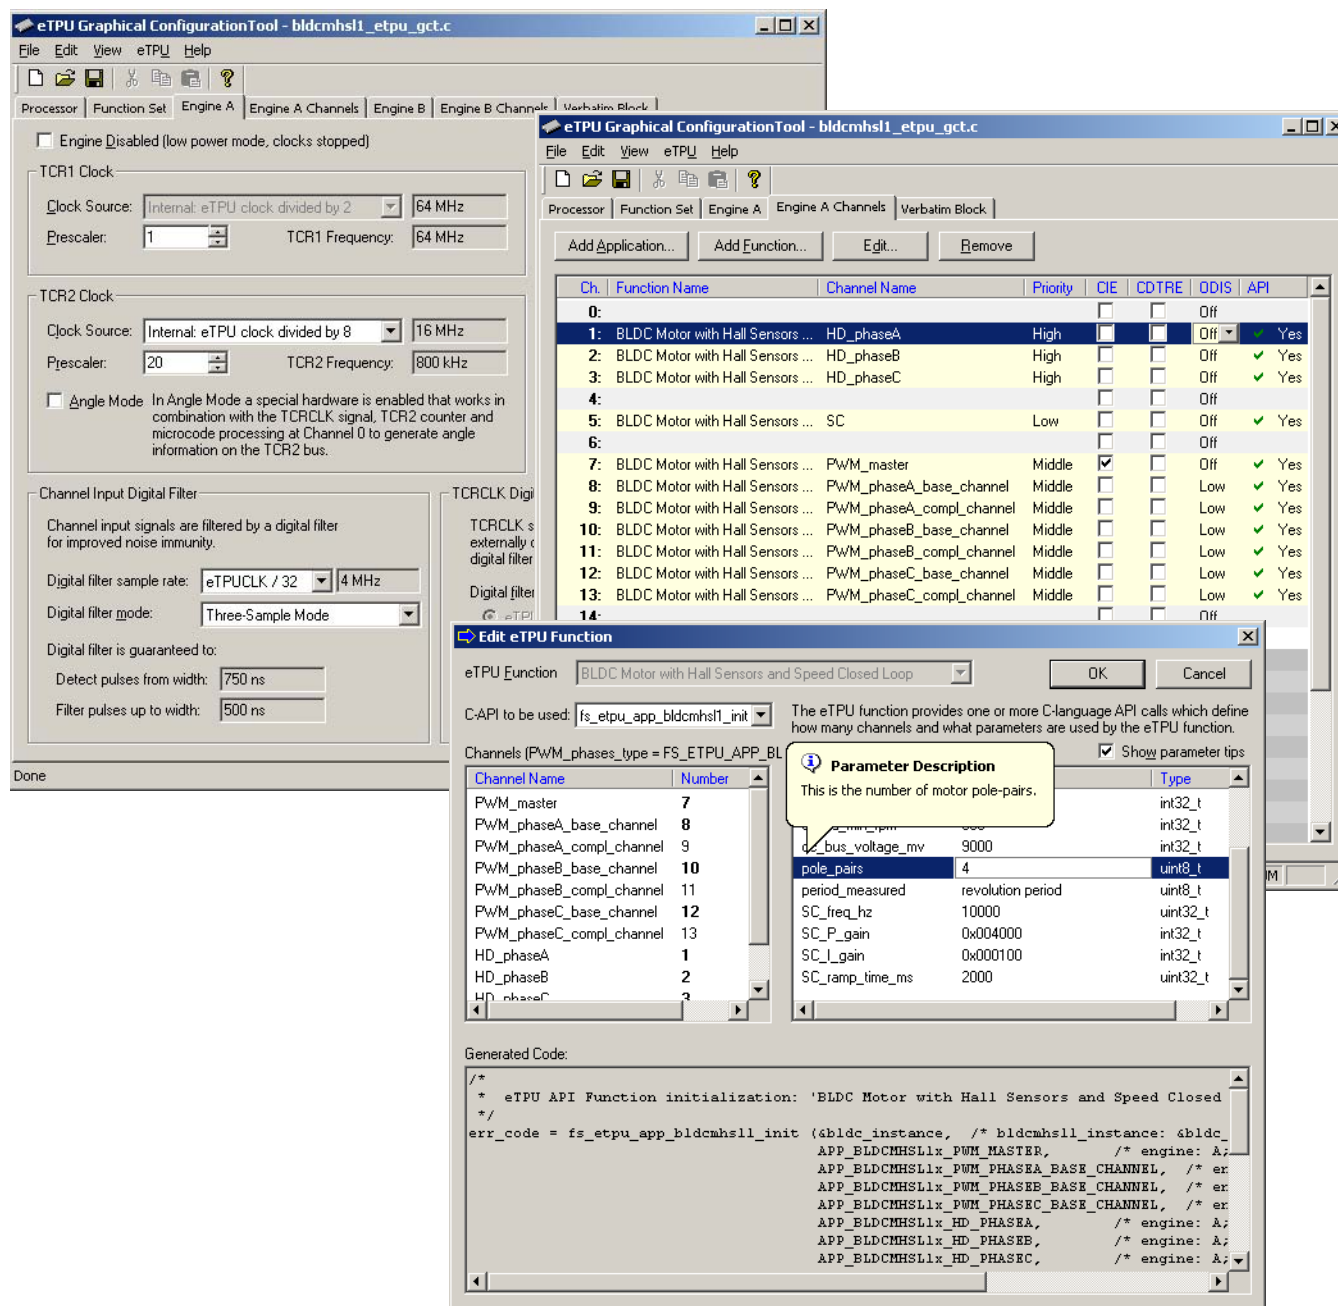 eTPU Graphical ConfigurationTool - bldcmhsl1_etpu_gct.c
File Edit View eTPU Help
Processor Function Set Engine A Engine A Channels Engine B Engine B Channels Verbatim Block
Engine Disabled (low power mode, clocks stopped)
TCR1 Clock
Clock Source: Internal: eTPU clock divided by 2 64 MHz
Prescaler: 1 TCR1 Frequency: 64 MHz
TCR2 Clock
Clock Source: Internal: eTPU clock divided by 8 16 MHz
Prescaler: 20 TCR2 Frequency: 800 kHz
Angle Mode In Angle Mode a special hardware is enabled that works in
combination with the TCRCLK signal, TCR2 counter and
microcode processing at Channel 0 to generate angle
information on the TCR2 bus.
Channel Input Digital Filter
Channel input signals are filtered by a digital filter
for improved noise immunity.
Digital filter sample rate: eTPUCLK / 32 4 MHz
Digital filter mode: Three-Sample Mode
Digital filter is guaranteed to:
Detect pulses from width: 750 ns
Filter pulses up to width: 500 ns
TCRCLK Digi
TCRCLK s
externally
digital filter
Digital filter
Done
eTPU Graphical ConfigurationTool - bldcmhsl1_etpu_gct.c
File Edit View eTPU Help
Processor Function Set Engine A Engine A Channels Verbatim Block
Add Application... Add Function... Edit... Remove
Ch. Function Name Channel Name Priority CIE CDTRE ODIS API
0: Off
1: BLDC Motor with Hall Sensors ... HD_phaseA High Off Yes
2: BLDC Motor with Hall Sensors ... HD_phaseB High Off Yes
3: BLDC Motor with Hall Sensors ... HD_phaseC High Off Yes
4: Off
5: BLDC Motor with Hall Sensors ... SC Low Off Yes
6: Off
7: BLDC Motor with Hall Sensors ... PWM_master Middle Off Yes
8: BLDC Motor with Hall Sensors ... PWM_phaseA_base_channel Middle Low Yes
9: BLDC Motor with Hall Sensors ... PWM_phaseA_compl_channel Middle Low Yes
10: BLDC Motor with Hall Sensors ... PWM_phaseB_base_channel Middle Low Yes
11: BLDC Motor with Hall Sensors ... PWM_phaseB_compl_channel Middle Low Yes
12: BLDC Motor with Hall Sensors ... PWM_phaseC_base_channel Middle Low Yes
13: BLDC Motor with Hall Sensors ... PWM_phaseC_compl_channel Middle Low Yes
14: Off
Edit eTPU Function
eTPU Function BLDC Motor with Hall Sensors and Speed Closed Loop OK Cancel
C-API to be used: fs_etpu_app_bldcmhsl1_init
The eTPU function provides one or more C-language API calls which define
how many channels and what parameters are used by the eTPU function.
Channels (PWM_phases_type = FS_ETPU_APP_BL
Show parameter tips
Parameter Description
This is the number of motor pole-pairs.
Channel Name Number
PWM_master 7
PWM_phaseA_base_channel 8
PWM_phaseA_compl_channel 9
PWM_phaseB_base_channel 10
PWM_phaseB_compl_channel 11
PWM_phaseC_base_channel 12
PWM_phaseC_compl_channel 13
HD_phaseA 1
HD_phaseB 2
HD_phaseC 3
Type
int32_t
int32_t
dc_bus_voltage_mv 9000 int32_t
pole_pairs 4 uint8_t
period_measured revolution period uint8_t
SC_freq_hz 10000 uint32_t
SC_P_gain 0x004000 int32_t
SC_I_gain 0x000100 int32_t
SC_ramp_time_ms 2000 uint32_t
Generated Code:
/*
* eTPU API Function initialization: 'BLDC Motor with Hall Sensors and Speed Closed
*/
err_code = fs_etpu_app_bldcmhsl1_init (&bldc_instance, /* bldcmhsl1_instance: &bldc_
APP_BLDCMHSL1x_PWM_MASTER, /* engine: A;
APP_BLDCMHSL1x_PWM_PHASEA_BASE_CHANNEL, /* en
APP_BLDCMHSL1x_PWM_PHASEB_BASE_CHANNEL, /* en
APP_BLDCMHSL1x_PWM_PHASEC_BASE_CHANNEL, /* en
APP_BLDCMHSL1x_HD_PHASEA, /* engine: A;
APP_BLDCMHSL1x_HD_PHASEB, /* engine: A;
APP_BLDCMHSL1x_HD_PHASEC, /* engine: A;